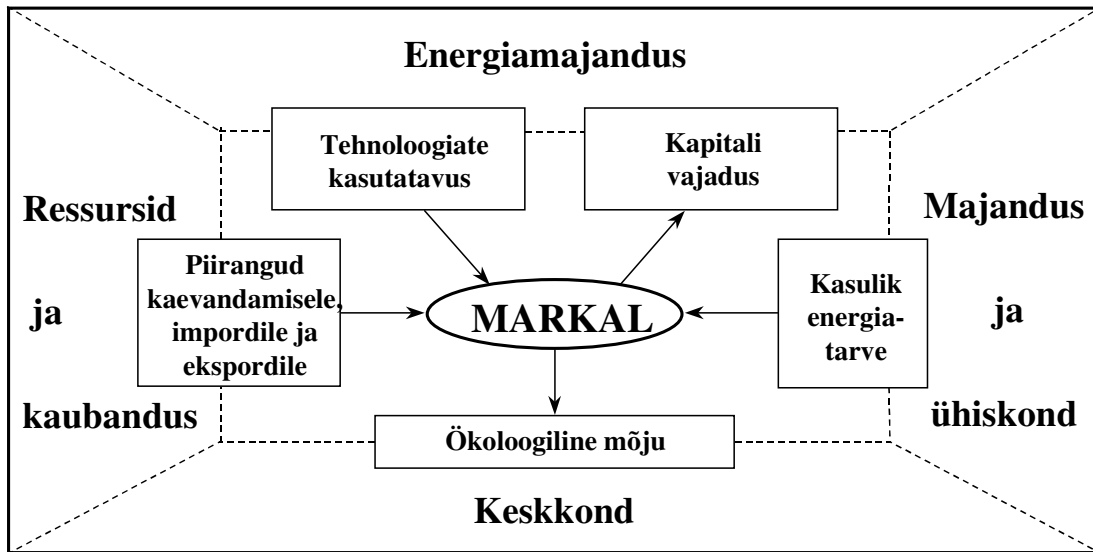 Energiamajandus
Tehnoloogiate
kasutatavus
Kapitali
vajadus
Ressursid
ja
kaubandus
Piirangud
kaevandamisele,
impordile ja
ekspordile
MARKAL
Kasulik
energia-
tarve
Majandus
ja
ühiskond
Ökoloogiline mõju
Keskkond